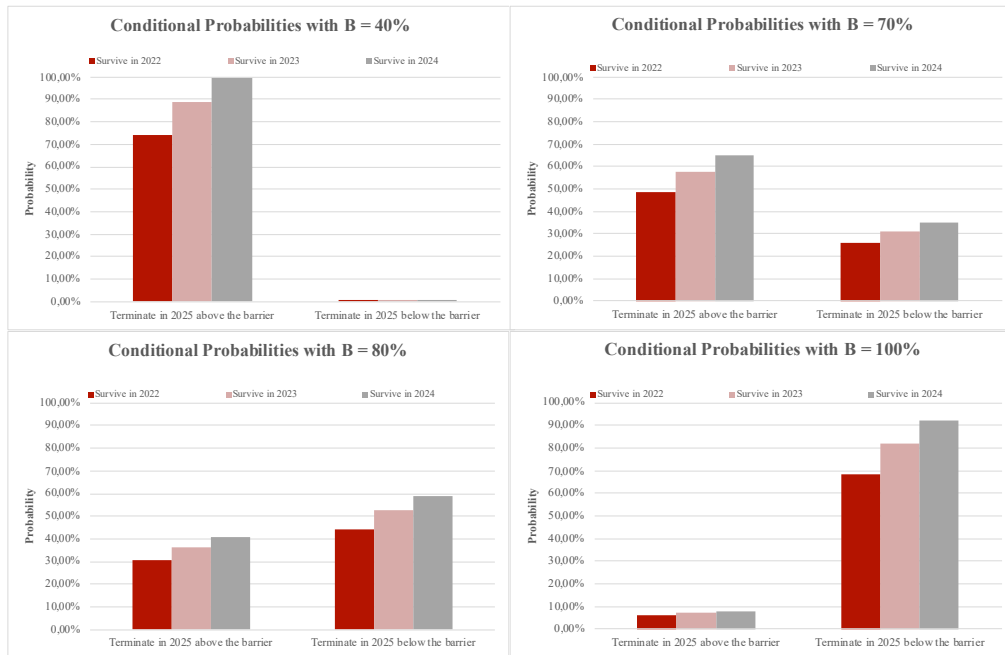 Conditional Probabilities with B = 40%
Survive in 2022 Survive in 2023 Survive in 2024
100,00%
90,00%
80,00%
70,00%
60,00%
50,00%
40,00%
30,00%
20,00%
10,00%
0,00%
Probability
Terminate in 2025 above the barrier Terminate in 2025 below the barrier
Conditional Probabilities with B = 70%
Survive in 2022 Survive in 2023 Survive in 2024
100,00%
90,00%
80,00%
70,00%
60,00%
50,00%
40,00%
30,00%
20,00%
10,00%
0,00%
Probability
Terminate in 2025 above the barrier Terminate in 2025 below the barrier
Conditional Probabilities with B = 80%
Survive in 2022 Survive in 2023 Survive in 2024
100,00%
90,00%
80,00%
70,00%
60,00%
50,00%
40,00%
30,00%
20,00%
10,00%
0,00%
Probability
Terminate in 2025 above the barrier Terminate in 2025 below the barrier
Conditional Probabilities with B = 100%
Survive in 2022 Survive in 2023 Survive in 2024
100,00%
90,00%
80,00%
70,00%
60,00%
50,00%
40,00%
30,00%
20,00%
10,00%
0,00%
Probability
Terminate in 2025 above the barrier Terminate in 2025 below the barrier